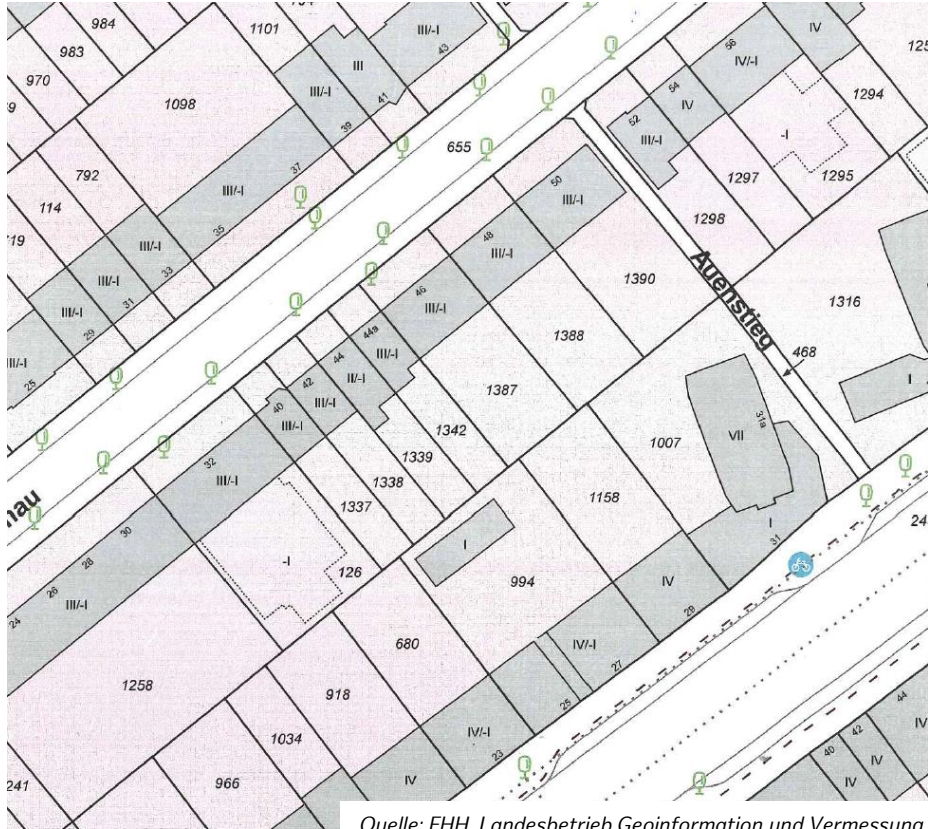 984
1101
III/-I
43
983
III
970
III/-I
41
1098
39
655
37
792
III/-I
114
35
III/-I
33
III/-I
31
III/-I
29
25
56
IV/-I
IV
54
IV
52
III/-I
-I
1294
1295
1297
1298
50
III/-I
48
III/-I
46
III/-I
44a
III/-I
44
II/-I
42
III/-I
40
III/-I
32
III/-I
30
28
26
III/-I
24
1390
1388
1387
1342
1339
1338
1337
Auenstieg
1316
468
I
31a
VII
1007
1158
I
31
IV
29
I
994
-I
126
680
IV/-I
27
25
1258
918
IV/-I
23
1034
IV
966
241
44
42
40
IV
IV
IV
Quelle: FHH, Landesbetrieb Geoinformation und Vermessung